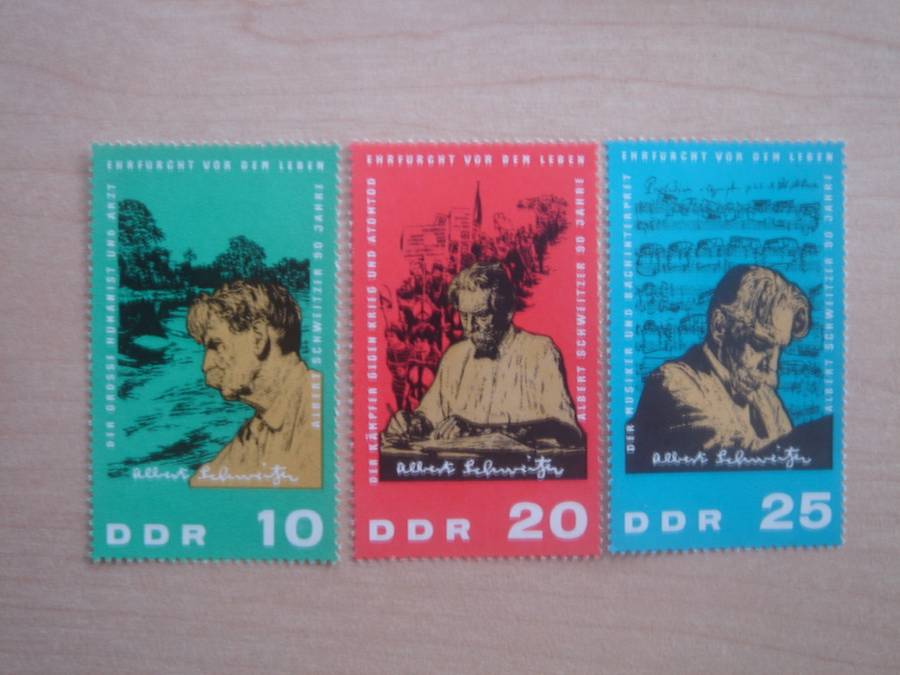 EHRFURCHT VOR DEM LEBEN
DER GROSSE HUMANIST UND ARZT
ALBERT SCHWEITZER 90 JAHRE
Albert Schweitzer
DDR 10
EHRFURCHT VOR DEM LEBEN
DER KÄMPFER GEGEN KRIEG UND ATOMTOD
ALBERT SCHWEITZER 90 JAHRE
Albert Schweitzer
DDR 20
EHRFURCHT VOR DEM LEBEN
DER MUSIKER UND BACHINTERPRET
ALBERT SCHWEITZER 90 JAHRE
Albert Schweitzer
DDR 25